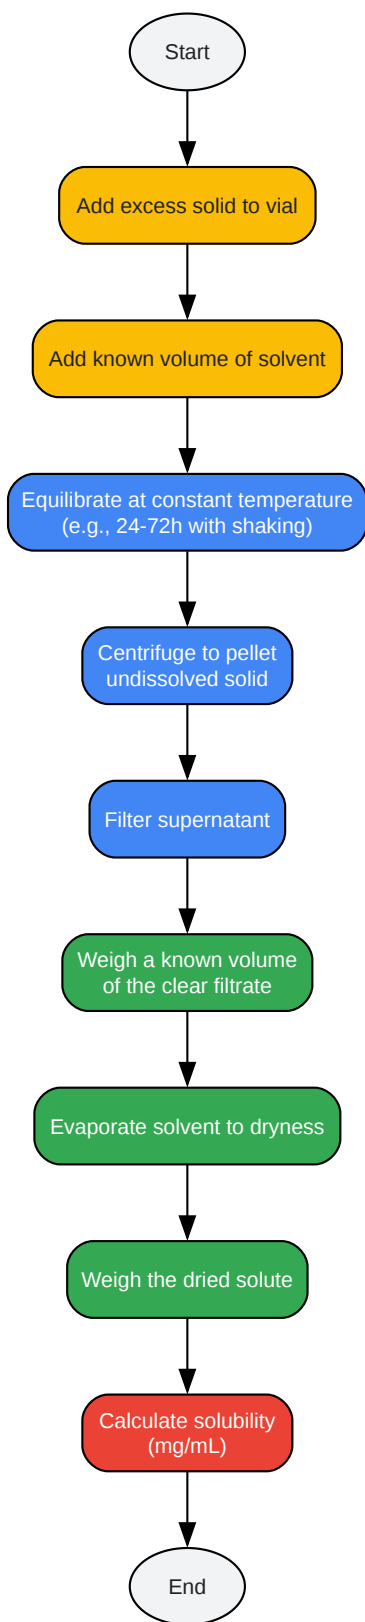 Start
Add excess solid to vial
Add known volume of solvent
Equilibrate at constant temperature
(e.g., 24-72h with shaking)
Centrifuge to pellet
undissolved solid
Filter supernatant
Weigh a known volume
of the clear filtrate
Evaporate solvent to dryness
Weigh the dried solute
Calculate solubility
(mg/mL)
End